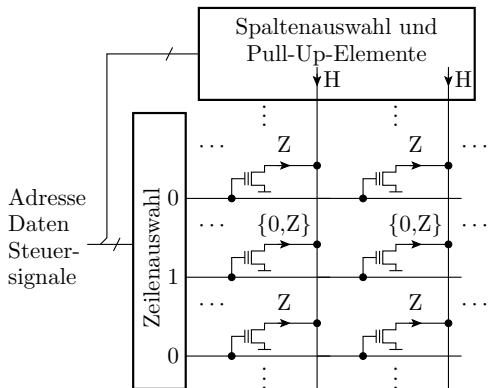 Spaltenauswahl und
Pull-Up-Elemente
H H
Z Z
0
Adresse
Daten
Steuer-
signale
Zeilenauswahl
{0,Z} {0,Z}
1
Z Z
0